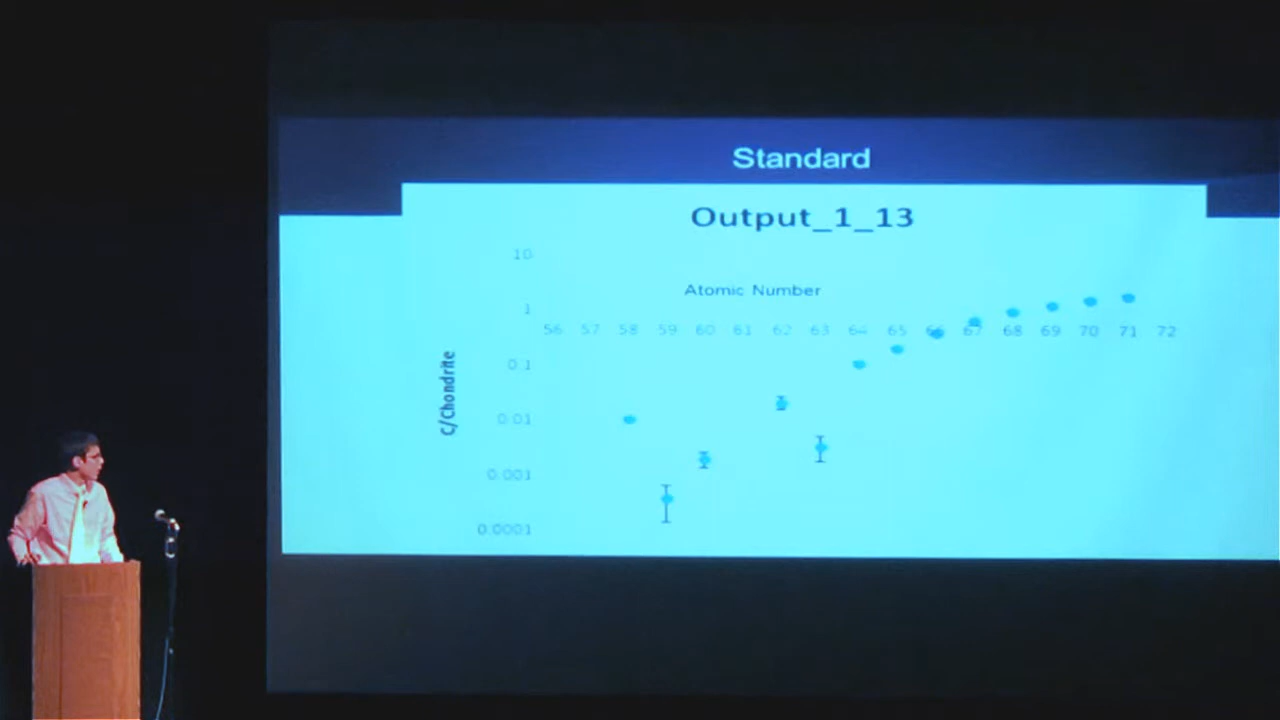 Standard
Output_1_13
10
Atomic Number
1
56 57 58 59 60 61 62 63 64 65 66 67 68 69 70 71 72
C/Chondrite
0.1
0.01
0.001
0.0001